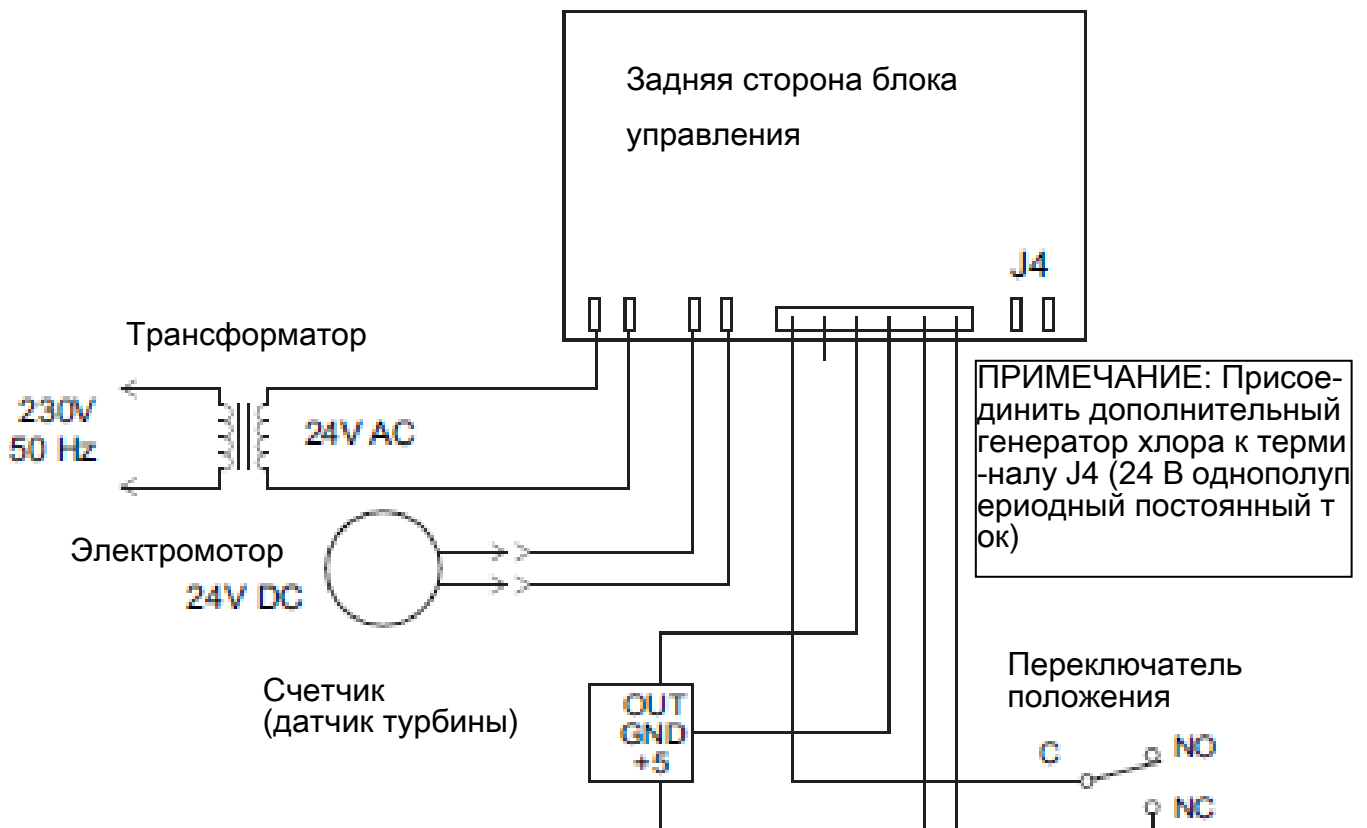 Задняя сторона блока
управления
J4
Трансформатор
230V
50 Hz
24V AC
ПРИМЕЧАНИЕ: Присое-
динить дополнительный
генератор хлора к терми
-налу J4 (24 В однополуп
ериодный постоянный т
ок)
Электромотор
24V DC
Счетчик
(датчик турбины)
OUT
GND
+5
Переключатель
положения
C
NO
NC